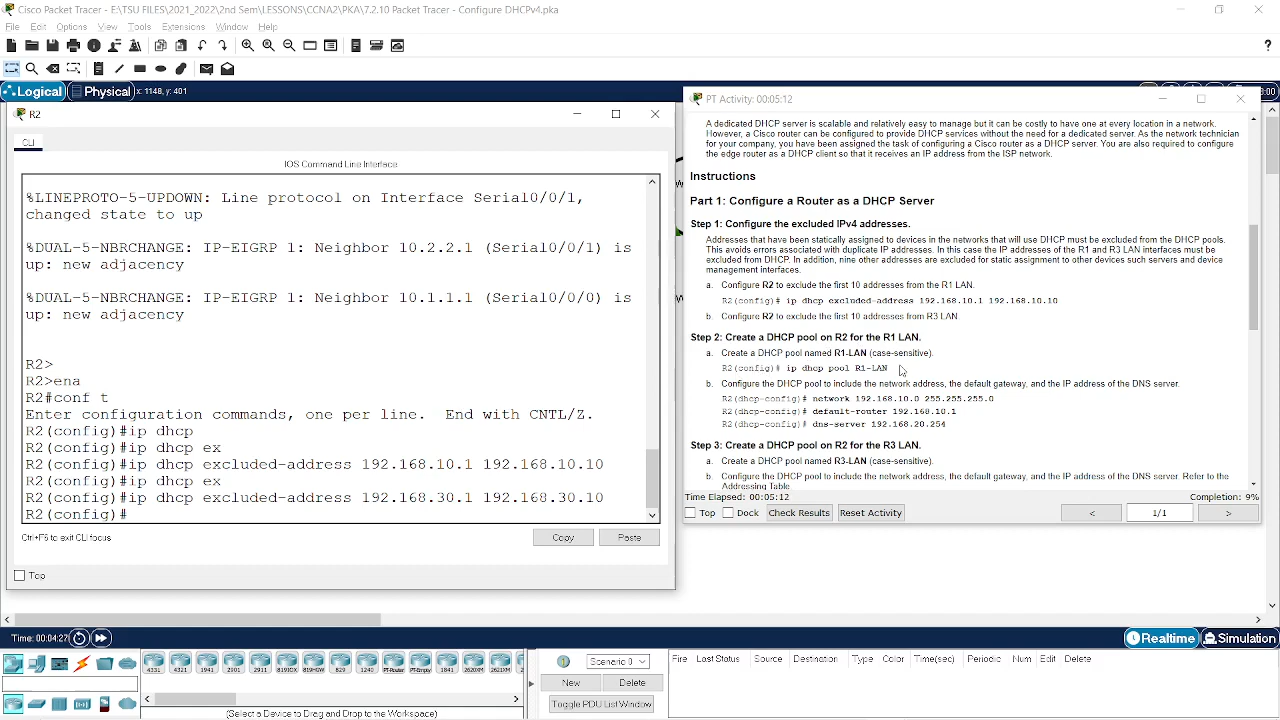 Cisco Packet Tracer - E:\TSU FILES\2021_2022\2nd Sem\LESSONS\CCNA2\PKA\7.2.10 Packet Tracer - Configure DHCPv4.pka
File Edit Options View Tools Extensions Window Help
Logical Physical x: 1148, y: 401
R2
CLI
IOS Command Line Interface
%LINEPROTO-5-UPDOWN: Line protocol on Interface Serial0/0/1,
changed state to up
%DUAL-5-NBRCHANGE: IP-EIGRP 1: Neighbor 10.2.2.1 (Serial0/0/1) is
up: new adjacency
%DUAL-5-NBRCHANGE: IP-EIGRP 1: Neighbor 10.1.1.1 (Serial0/0/0) is
up: new adjacency
R2>
R2>ena
R2#conf t
Enter configuration commands, one per line.  End with CNTL/Z.
R2(config)#ip dhcp
R2(config)#ip dhcp ex
R2(config)#ip dhcp excluded-address 192.168.10.1 192.168.10.10
R2(config)#ip dhcp ex
R2(config)#ip dhcp excluded-address 192.168.30.1 192.168.30.10
R2(config)#
Ctrl+F6 to exit CLI focus
Copy Paste
Top
PT Activity: 00:05:12
A dedicated DHCP server is scalable and relatively easy to manage but it can be costly to have one at every location in a network.
However, a Cisco router can be configured to provide DHCP services without the need for a dedicated server. As the network technician
for your company, you have been assigned the task of configuring a Cisco router as a DHCP server. You are also required to configure
the edge router as a DHCP client so that it receives an IP address from the ISP network.
Instructions
Part 1: Configure a Router as a DHCP Server
Step 1: Configure the excluded IPv4 addresses.
Addresses that have been statically assigned to devices in the networks that will use DHCP must be excluded from the DHCP pools.
This avoids errors associated with duplicate IP addresses. In this case the IP addresses of the R1 and R3 LAN interfaces must be
excluded from DHCP. In addition, nine other addresses are excluded for static assignment to other devices such servers and device
management interfaces.
a. Configure R2 to exclude the first 10 addresses from the R1 LAN.
R2(config)# ip dhcp excluded-address 192.168.10.1 192.168.10.10
b. Configure R2 to exclude the first 10 addresses from R3 LAN.
Step 2: Create a DHCP pool on R2 for the R1 LAN.
a. Create a DHCP pool named R1-LAN (case-sensitive).
R2(config)# ip dhcp pool R1-LAN
b. Configure the DHCP pool to include the network address, the default gateway, and the IP address of the DNS server.
R2(dhcp-config)# network 192.168.10.0 255.255.255.0
R2(dhcp-config)# default-router 192.168.10.1
R2(dhcp-config)# dns-server 192.168.20.254
Step 3: Create a DHCP pool on R2 for the R3 LAN.
a. Create a DHCP pool named R3-LAN (case-sensitive).
b. Configure the DHCP pool to include the network address, the default gateway, and the IP address of the DNS server. Refer to the
Addressing Table
Time Elapsed: 00:05:12 Completion: 9%
Top Dock Check Results Reset Activity < 1/1 >
Time: 00:04:27 Realtime Simulation
4331 4321 1941 2901 2911 819IOX 819HGW 829 1240 PT-Router PT-Empty 1841 2620XM 2621XM
(Select a Device to Drag and Drop to the Workspace)
Scenario 0
New Delete
Toggle PDU List Window
Fire Last Status Source Destination Type Color Time(sec) Periodic Num Edit Delete